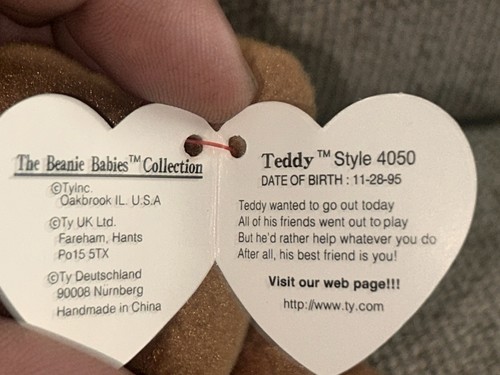 The Beanie Babies™ Collection
©Tyinc.
Oakbrook IL. U.S.A
©Ty UK Ltd.
Fareham, Hants
Po15 5TX
©Ty Deutschland
90008 Nürnberg
Handmade in China
Teddy™ Style 4050
DATE OF BIRTH : 11-28-95
Teddy wanted to go out today
All of his friends went out to play
But he'd rather help whatever you do
After all, his best friend is you!
Visit our web page!!!
http://www.ty.com